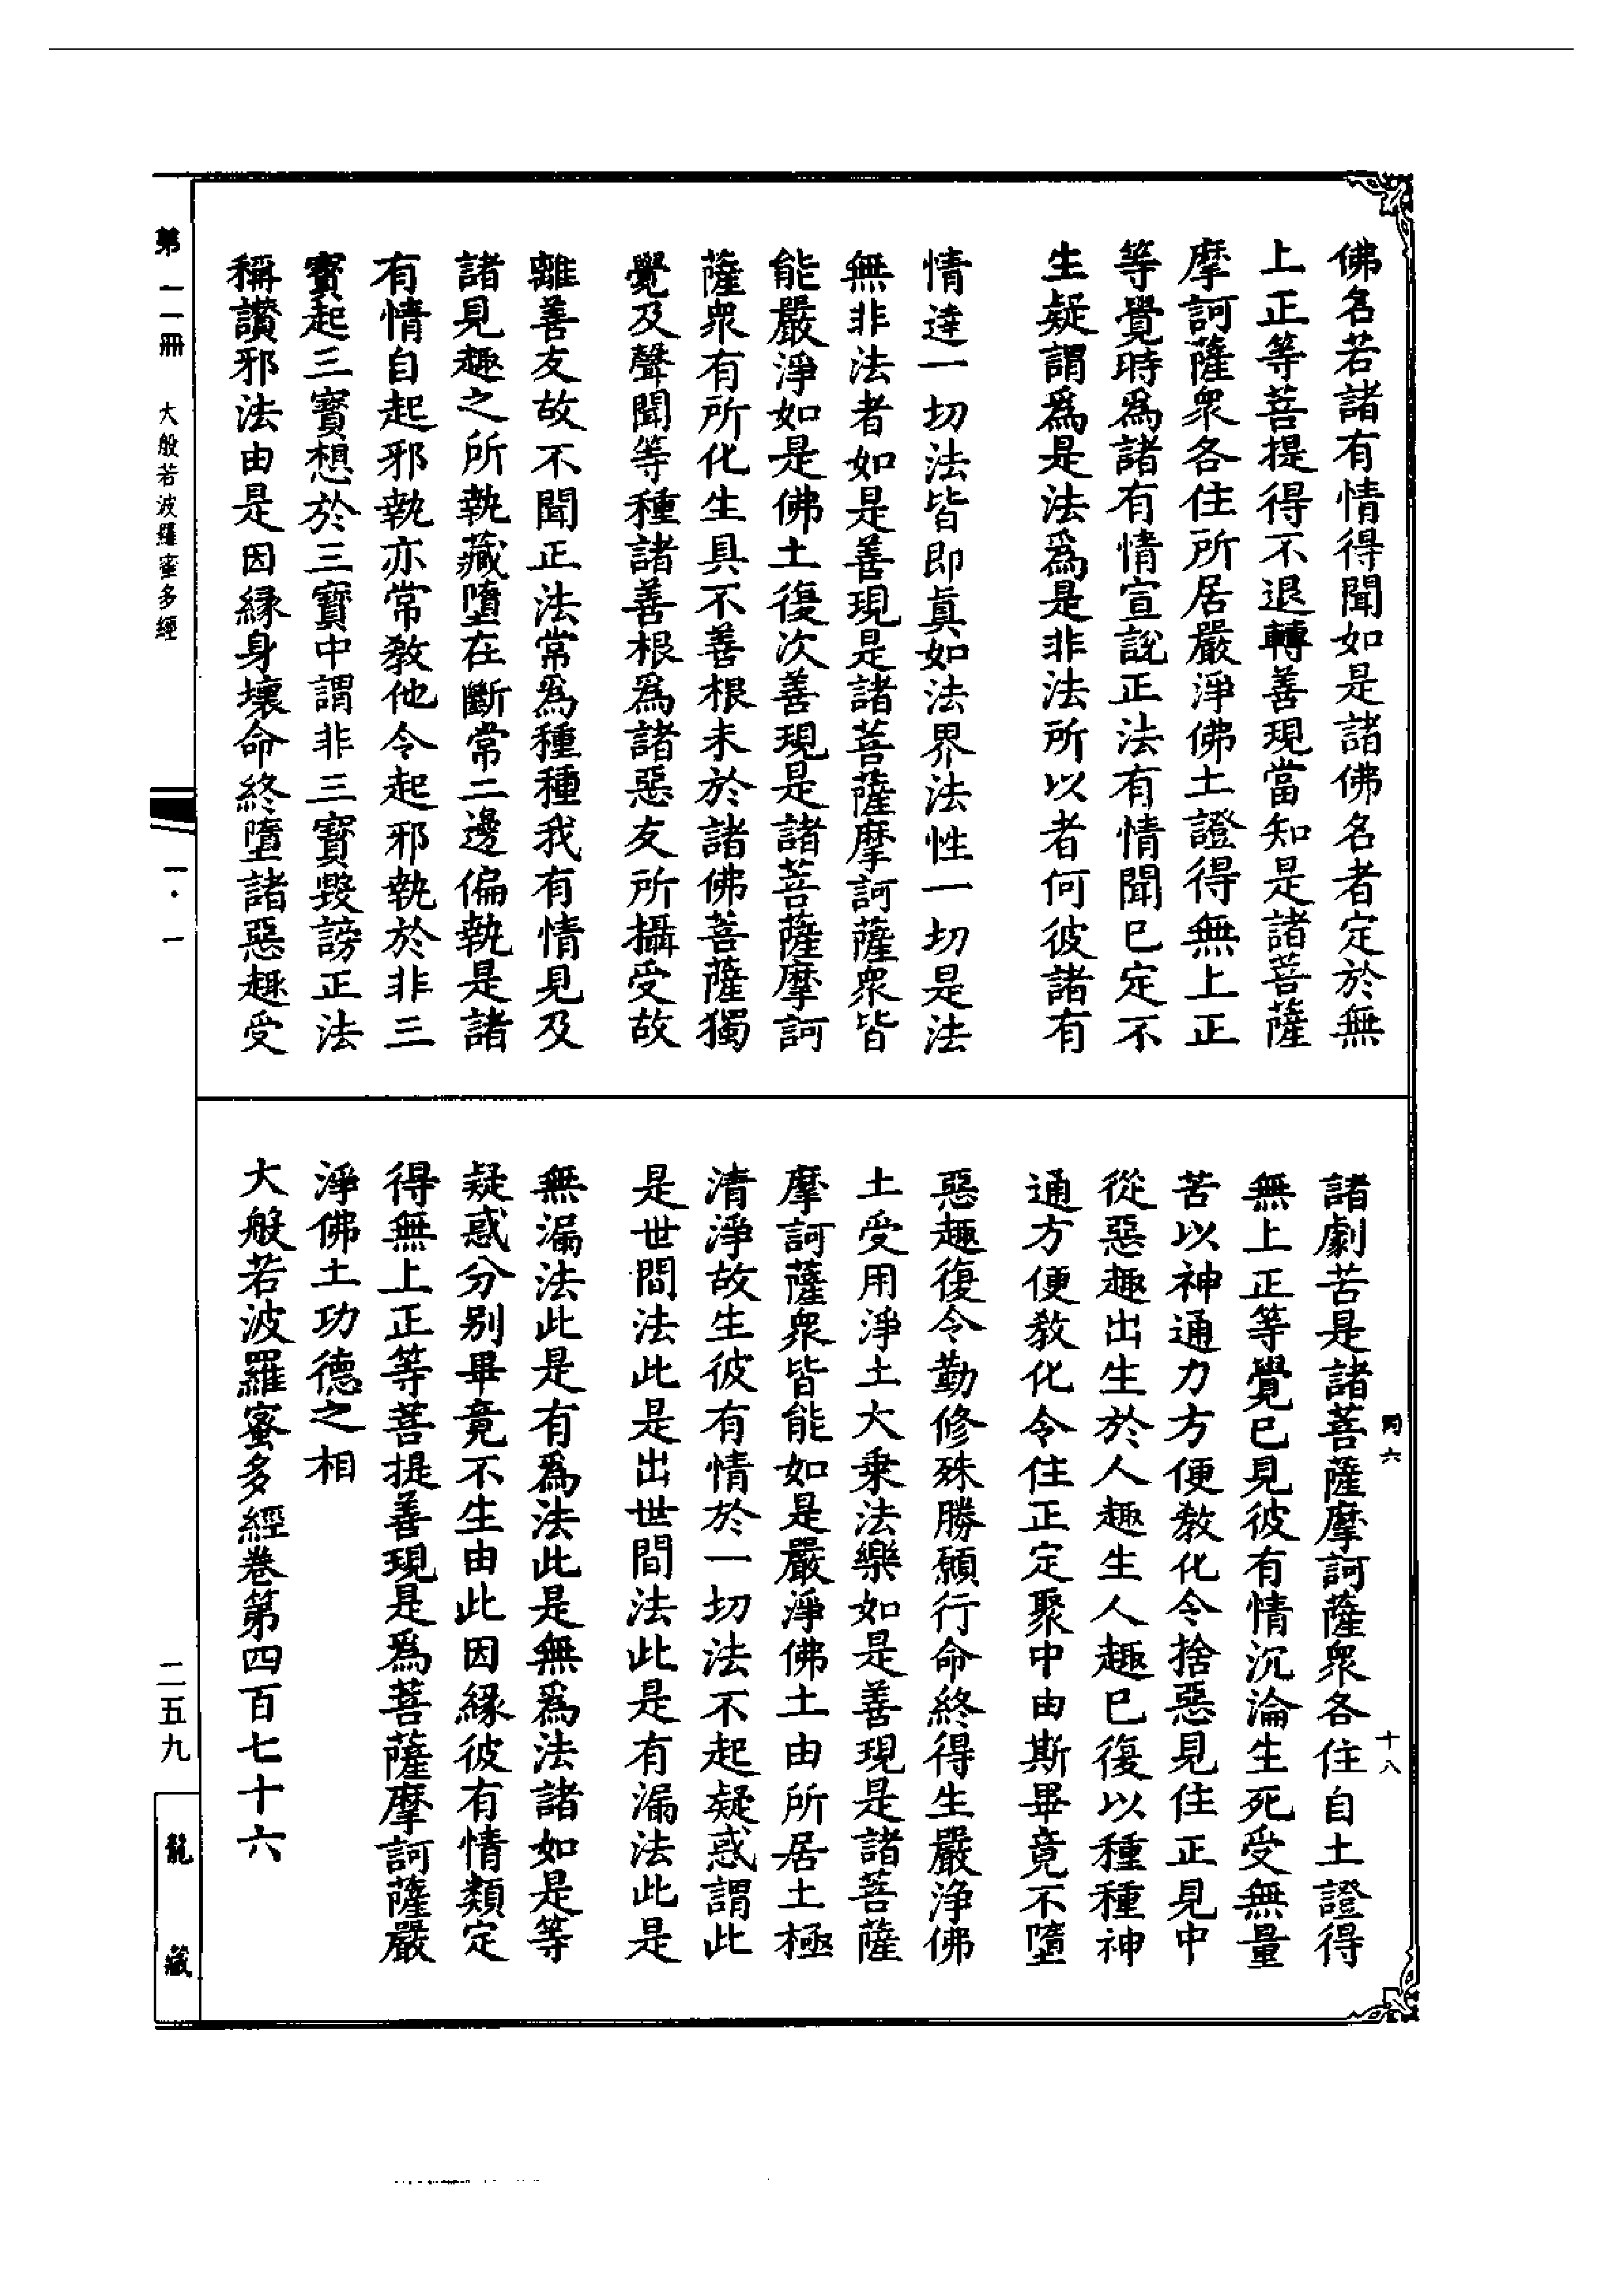 佛名若諸有情得聞如是諸佛名者定於無
上正等菩提得不退轉善現當知是諸菩薩
摩訶薩衆各住所居嚴淨佛土證得無上正
等覺時爲諸有情宣説正法有情聞已定不
生疑謂爲是法爲是非法所以者何彼諸有
情達一切法皆即眞如法界法性一切是法
無非法者如是善現是諸菩薩摩訶薩衆皆
能嚴淨如是佛土復次善現是諸菩薩摩訶
薩衆有所化生具不善根未於諸佛菩薩獨
覺及聲聞等種諸善根爲諸惡友所攝受故
離善友故不聞正法常爲種種我有情見及
諸見趣之所執藏墮在斷常二邊偏執是諸
有情自起邪執亦常教他令起邪執於非三
寳起三寳想於三寳中謂非三寳毀謗正法
稱讚邪法由是因緣身壞命終墮諸惡趣受
諸劇苦是諸菩薩摩訶薩衆各住自土證得
無上正等覺已見彼有情沉淪生死受無量
苦以神通力方便教化令捨惡見住正見中
從惡趣出生於人趣生人趣已復以種種神
通方便教化令住正定聚中由斯畢竟不墮
惡趣復令勤修殊勝願行命終得生嚴淨佛
土受用淨土大乘法樂如是善現是諸菩薩
摩訶薩衆皆能如是嚴淨佛土由所居土極
清淨故生彼有情於一切法不起疑惑謂此
是世間法此是出世間法此是有漏法此是
無漏法此是有爲法此是無爲法諸如是等
疑惑分別畢竟不生由此因緣彼有情類定
得無上正等菩提善現是爲菩薩摩訶薩嚴
淨佛土功德之相
大般若波羅蜜多經卷第四百七十六
六
十八
第一一冊
大般若波羅蜜多經
一·一
二五九
龍藏